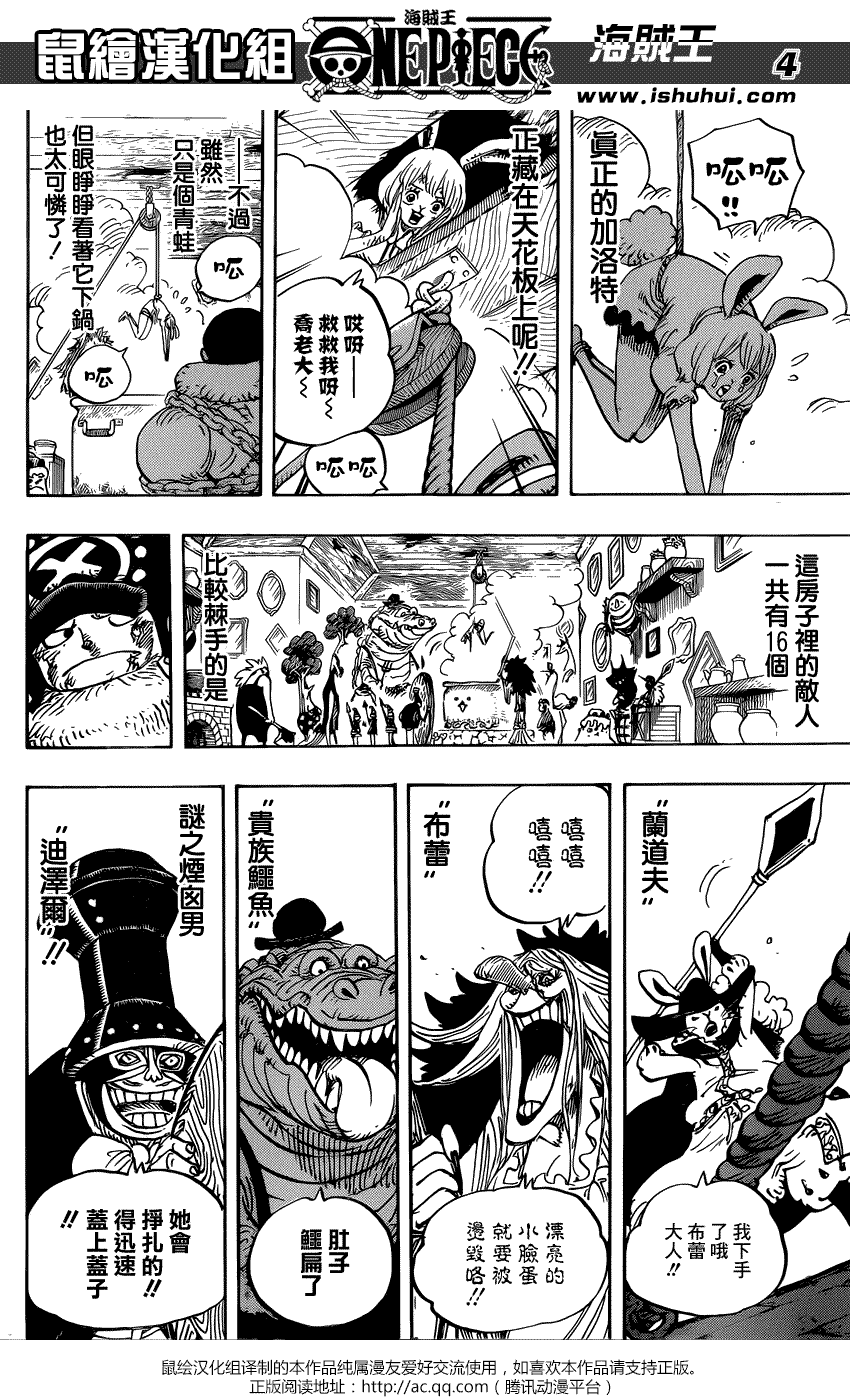 鼠繪漢化組
海賊王
ONE PIECE
海賊王
4
www.ishuhui.com
呱呱
!!
真正的加洛特
正藏在天花板上呢!!
哎呀——
救救我呀～
喬老大～
呱呱
——不過
雖然
只是個青蛙
呱
但眼睜睜看著它下鍋
也太可憐了!
呱
這房子裡的敵人
一共有16個
比較棘手的是
"蘭道夫"
我下手
了哦
布蕾
大人!!
嘻嘻
嘻嘻
嘻嘻!!
"布蕾"
漂亮的
小臉蛋
就要被
燙毀咯!!
"貴族鱷魚"
肚子
鱷扁了
謎之煙囪男
"迪澤爾"!!
她會
掙扎的!!
得迅速
蓋上蓋子
!!
鼠绘汉化组译制的本作品纯属漫友爱好交流使用，如喜欢本作品请支持正版。
正版阅读地址：http://ac.qq.com（腾讯动漫平台）